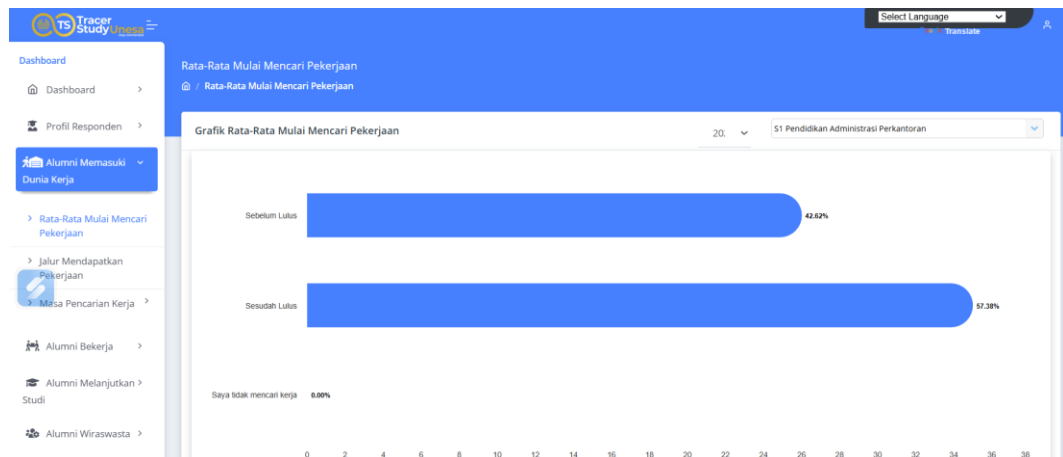 TS Tracer
StudyUnesa
Select Language
Translate
Dashboard
Dashboard
Profil Responden
Alumni Memasuki
Dunia Kerja
Rata-Rata Mulai Mencari
Pekerjaan
Jalur Mendapatkan
Pekerjaan
Masa Pencarian Kerja
Alumni Bekerja
Alumni Melanjutkan
Studi
Alumni Wiraswasta
Rata-Rata Mulai Mencari Pekerjaan
/ Rata-Rata Mulai Mencari Pekerjaan
Grafik Rata-Rata Mulai Mencari Pekerjaan
S1 Pendidikan Administrasi Perkantoran
Sebelum Lulus 42.62%
Sesudah Lulus 57.38%
Saya tidak mencari kerja 0.00%
0 2 4 6 8 10 12 14 16 18 20 22 24 26 28 30 32 34 36 38